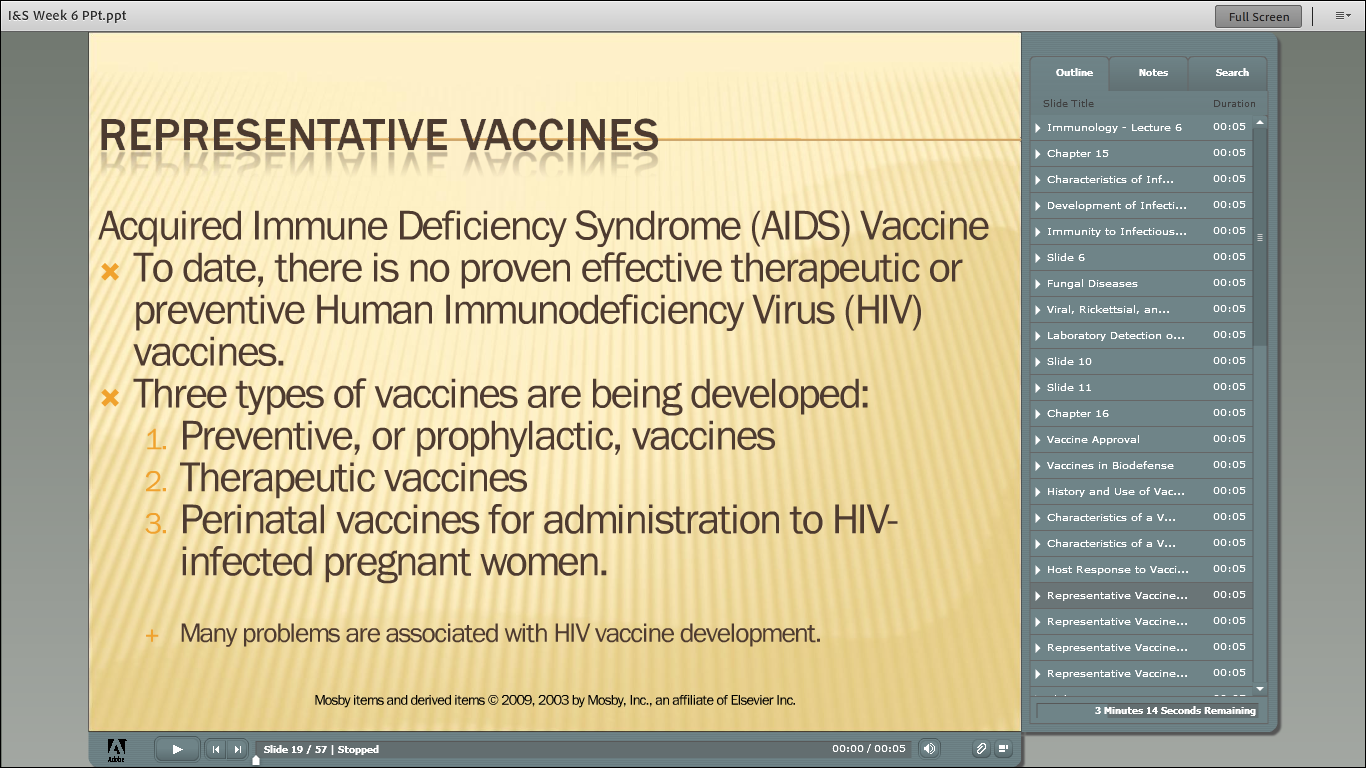 I&S Week 6 PPt.ppt
Full Screen
REPRESENTATIVE VACCINES
Acquired Immune Deficiency Syndrome (AIDS) Vaccine
To date, there is no proven effective therapeutic or
preventive Human Immunodeficiency Virus (HIV)
vaccines.
Three types of vaccines are being developed:
1. Preventive, or prophylactic, vaccines
2. Therapeutic vaccines
3. Perinatal vaccines for administration to HIV-
infected pregnant women.
+ Many problems are associated with HIV vaccine development.
Mosby items and derived items © 2009, 2003 by Mosby, Inc., an affiliate of Elsevier Inc.
Outline Notes Search
Slide Title Duration
Immunology - Lecture 6 00:05
Chapter 15 00:05
Characteristics of Inf... 00:05
Development of Infecti... 00:05
Immunity to Infectious... 00:05
Slide 6 00:05
Fungal Diseases 00:05
Viral, Rickettsial, an... 00:05
Laboratory Detection o... 00:05
Slide 10 00:05
Slide 11 00:05
Chapter 16 00:05
Vaccine Approval 00:05
Vaccines in Biodefense 00:05
History and Use of Vac... 00:05
Characteristics of a V... 00:05
Characteristics of a V... 00:05
Host Response to Vacci... 00:05
Representative Vaccine... 00:05
Representative Vaccine... 00:05
Representative Vaccine... 00:05
Representative Vaccine... 00:05
3 Minutes 14 Seconds Remaining
Adobe
Slide 19 / 57 | Stopped 00:00 / 00:05